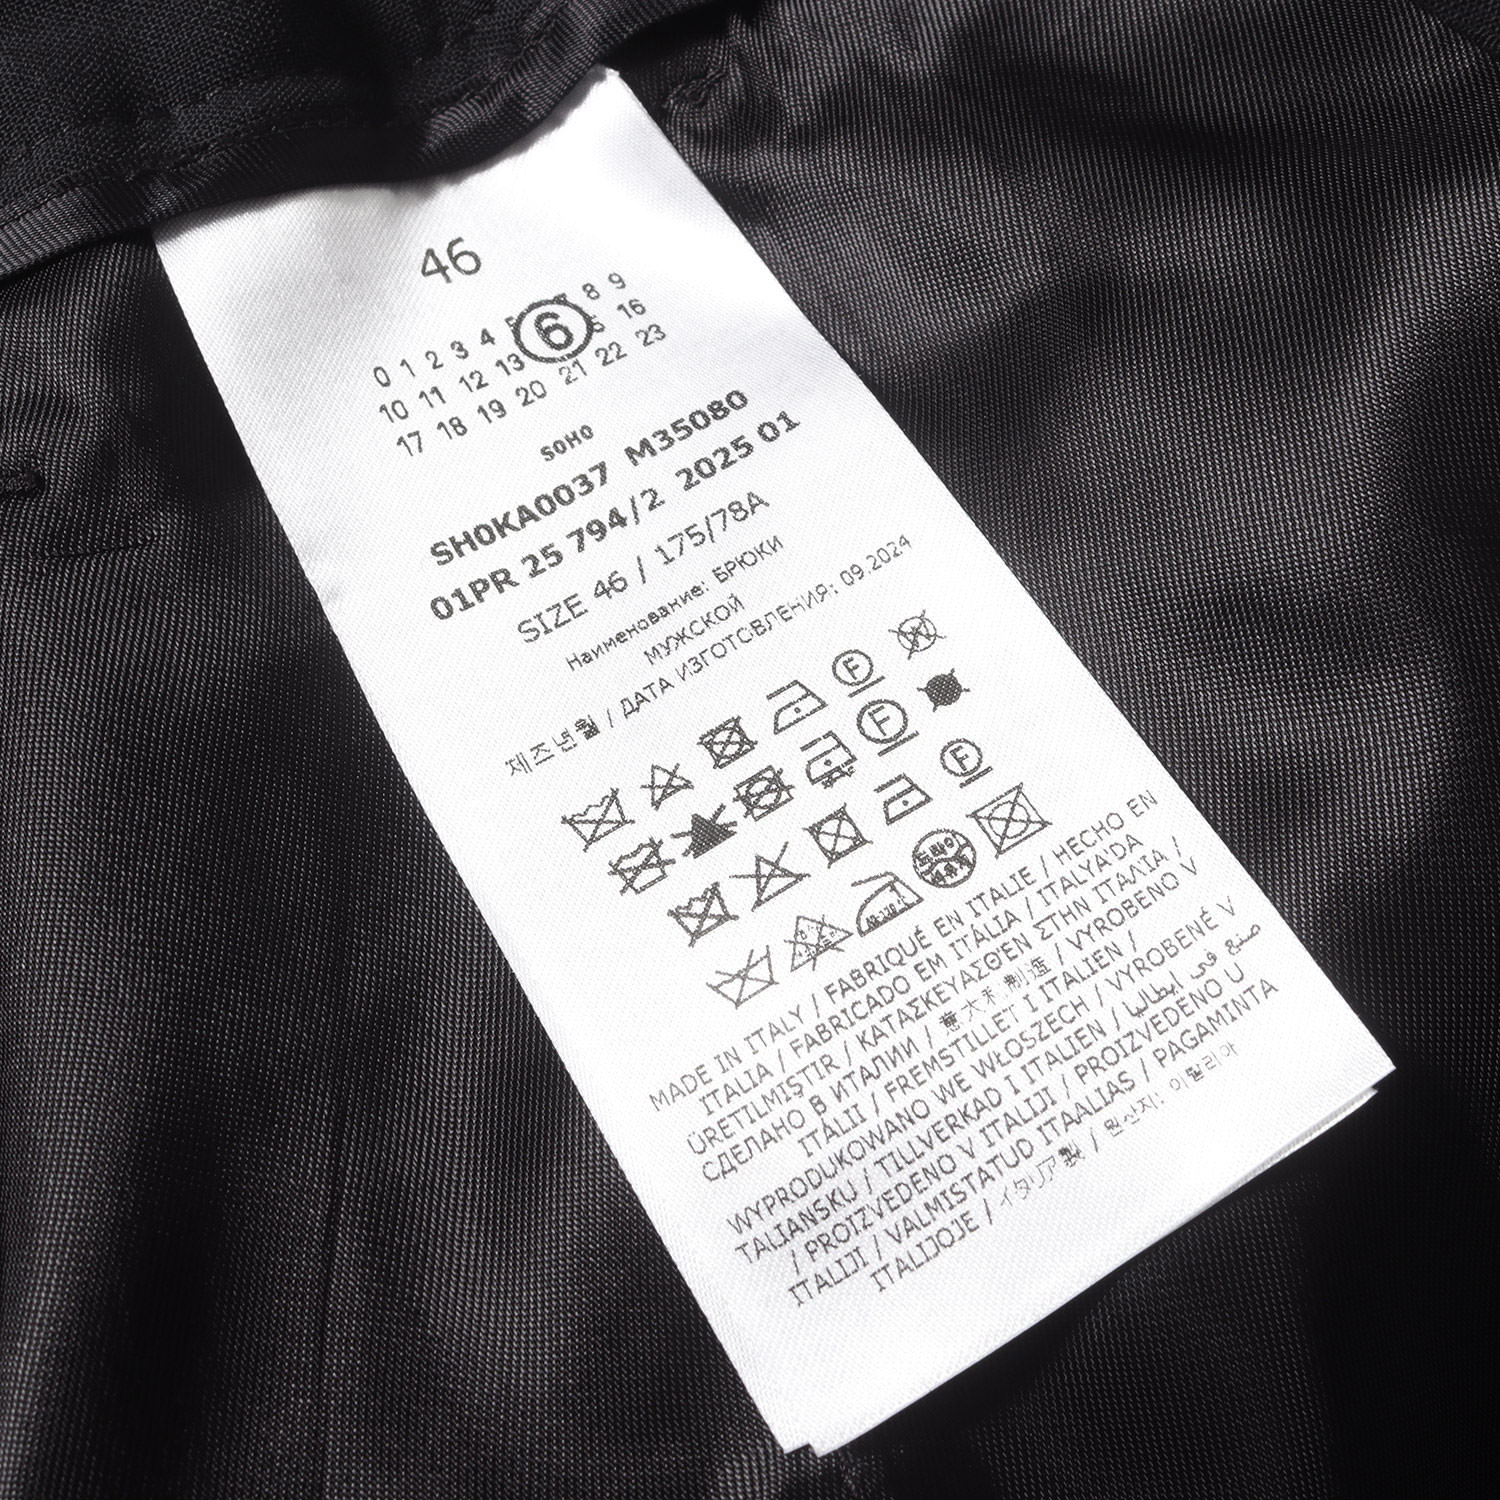 46
0 1 2 3 4 5 8 9
6
10 11 12 13 16
17 18 19 20 21 22 23
SOHO
SH0KA0037 M35080
01PR 25 794/2 2025 01
SIZE 46 / 175/78A
Наименование: БРЮКИ
МУЖСКОЙ
제조년월 / ДАТА ИЗГОТОВЛЕНИЯ: 09.2024
F W
F
F
MADE IN ITALY / FABRIQUÉ EN ITALIE / HECHO EN
ITALIA / FABRICADO EM ITÁLIA / ITALYA'DA
ÜRETILMIŞTIR / ΚΑΤΑΣΚΕΥΑΣΘΈΝ ΣΤΗΝ ΙΤΑΛΊΑ /
СДЕЛАНО В ИТАЛИИ / 意大利制造 / VYROBENO V
ITÁLII / FREMSTILLET I ITALIEN /
WYPRODUKOWANO WE WŁOSZECH / VYROBENÉ V
TALIANSKU / TILLVERKAD I ITALIEN / صنع في ايطاليا
/ PROIZVEDENO V ITALIJI / PROIZVEDENO U
ITALIJI / VALMISTATUD ITAALIAS / PAGAMINTA
ITALIJOJE / イタリア製 / 원산지: 이탈리아